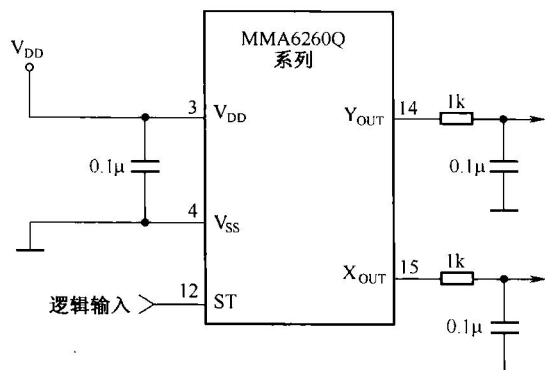 V_DD
MMA6260Q
系列
3
V_DD
Y_OUT
14
1k
0.1μ
0.1μ
4
V_SS
X_OUT
15
1k
逻辑输入
12
ST
0.1μ